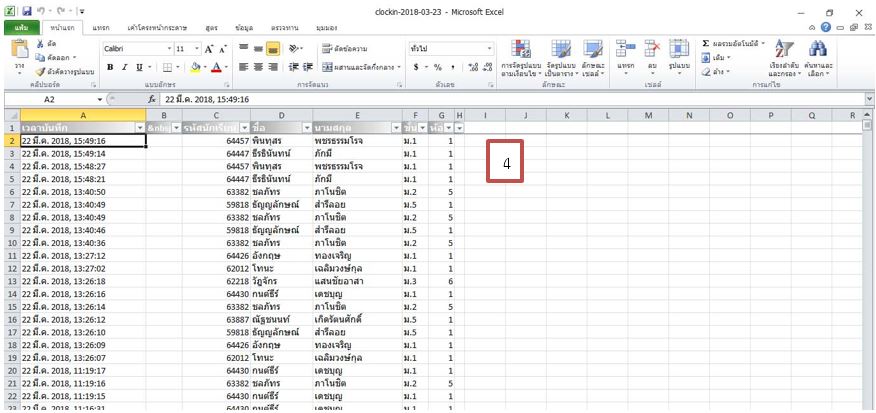 clockin-2018-03-23 - Microsoft Excel
แฟ้ม หน้าแรก แทรก เค้าโครงหน้ากระดาษ สูตร ข้อมูล ตรวจทาน มุมมอง
ตัด
คัดลอก
ตัวคัดวางรูปแบบ
วาง
คลิปบอร์ด
Calibri 11
แบบอักษร
ตัดข้อความ
ผสานและจัดกึ่งกลาง
การจัดแนว
ทั่วไป
ตัวเลข
การจัดรูปแบบตามเงื่อนไข
จัดรูปแบบเป็นตาราง
ลักษณะเซลล์
ลักษณะ
แทรก ลบ รูปแบบ
เซลล์
Σ ผลรวมอัตโนมัติ
เติม
ล้าง
เรียงลำดับและกรอง
ค้นหาและเลือก
การแก้ไข
A2 fx 22 มี.ค. 2018, 15:49:16
A B C D E F G H I J K L M N O P Q R
1 เวลาบันทึก &nbs รหัสนักเรียน ชื่อ นามสกุล ชั้น ห้อ
2 22 มี.ค. 2018, 15:49:16 64457 พินทุสร พชรธรรมโรจ ม.1 1
3 22 มี.ค. 2018, 15:49:14 64447 ธีรธินันทน์ ภักมี ม.1 1
4 22 มี.ค. 2018, 15:48:27 64457 พินทุสร พชรธรรมโรจ ม.1 1
5 22 มี.ค. 2018, 15:48:21 64447 ธีรธินันทน์ ภักมี ม.1 1
6 22 มี.ค. 2018, 13:40:50 63382 ชลภัทร ภาโนชิต ม.2 5
7 22 มี.ค. 2018, 13:40:49 59818 ธัญญลักษณ์ สำรีลอย ม.5 1
8 22 มี.ค. 2018, 13:40:49 63382 ชลภัทร ภาโนชิต ม.2 5
9 22 มี.ค. 2018, 13:40:46 59818 ธัญญลักษณ์ สำรีลอย ม.5 1
10 22 มี.ค. 2018, 13:40:36 63382 ชลภัทร ภาโนชิต ม.2 5
11 22 มี.ค. 2018, 13:27:12 64426 อังกฤษ ทองเจริญ ม.1 1
12 22 มี.ค. 2018, 13:27:02 62012 โทนะ เฉลิมวงษ์กุล ม.1 1
13 22 มี.ค. 2018, 13:26:18 62218 วัฎจักร แสนชัยอาสา ม.3 6
14 22 มี.ค. 2018, 13:26:16 64430 กนต์ธีร์ เดชบุญ ม.1 1
15 22 มี.ค. 2018, 13:26:14 63382 ชลภัทร ภาโนชิต ม.2 5
16 22 มี.ค. 2018, 13:26:12 63887 ณัฐชนนท์ เกิดรัตนศักดิ์ ม.5 1
17 22 มี.ค. 2018, 13:26:10 59818 ธัญญลักษณ์ สำรีลอย ม.5 1
18 22 มี.ค. 2018, 13:26:09 64426 อังกฤษ ทองเจริญ ม.1 1
19 22 มี.ค. 2018, 13:26:07 62012 โทนะ เฉลิมวงษ์กุล ม.1 1
20 22 มี.ค. 2018, 11:19:17 64430 กนต์ธีร์ เดชบุญ ม.1 1
21 22 มี.ค. 2018, 11:19:16 63382 ชลภัทร ภาโนชิต ม.2 5
22 22 มี.ค. 2018, 11:19:15 64430 กนต์ธีร์ เดชบุญ ม.1 1
4